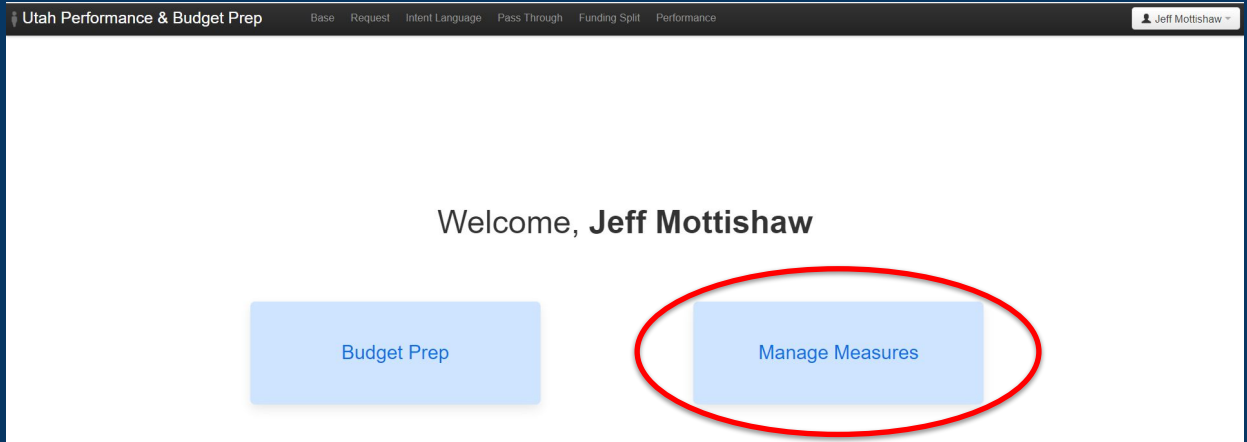 Utah Performance & Budget Prep Base Request Intent Language Pass Through Funding Split Performance Jeff Mottishaw
Welcome, Jeff Mottishaw
Budget Prep Manage Measures